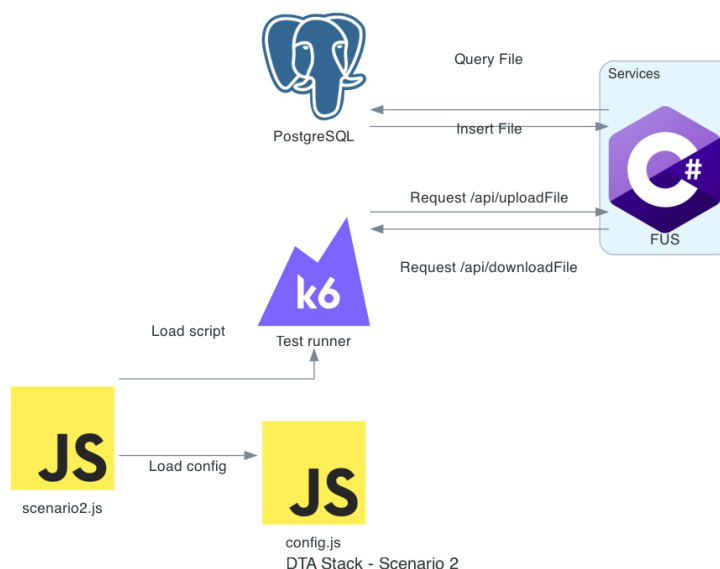 Query File
Services
PostgreSQL
Insert File
C#
Request /api/uploadFile
FUS
Request /api/downloadFile
k6
Load script
Test runner
JS
Load config
JS
scenario2.js
config.js
DTA Stack - Scenario 2